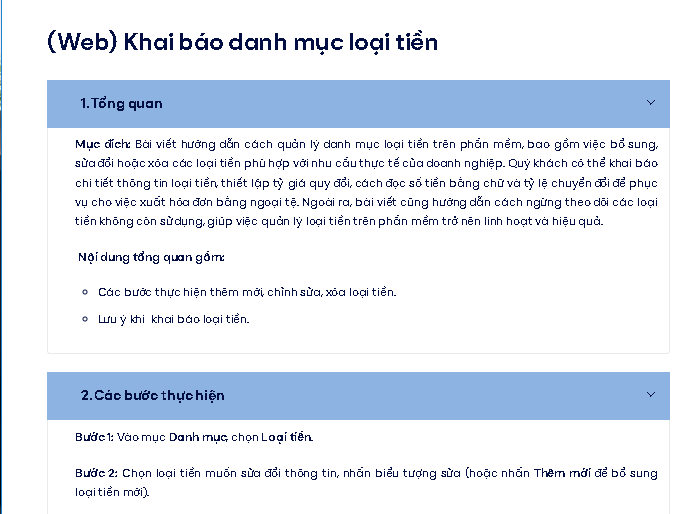 (Web) Khai báo danh mục loại tiền
1.Tổng quan
Mục đích: Bài viết hướng dẫn cách quản lý danh mục loại tiền trên phần mềm, bao gồm việc bổ sung,
sửa đổi hoặc xóa các loại tiền phù hợp với nhu cầu thực tế của doanh nghiệp. Quý khách có thể khai báo
chi tiết thông tin loại tiền, thiết lập tỷ giá quy đổi, cách đọc số tiền bằng chữ và tỷ lệ chuyển đổi để phục
vụ cho việc xuất hóa đơn bằng ngoại tệ. Ngoài ra, bài viết cũng hướng dẫn cách ngừng theo dõi các loại
tiền không còn sử dụng, giúp việc quản lý loại tiền trên phần mềm trở nên linh hoạt và hiệu quả.
Nội dung tổng quan gồm:
Các bước thực hiện thêm mới, chỉnh sửa, xóa loại tiền.
Lưu ý khi khai báo loại tiền.
2.Các bước thực hiện
Bước 1: Vào mục Danh mục, chọn Loại tiền.
Bước 2: Chọn loại tiền muốn sửa đổi thông tin, nhấn biểu tượng sửa (hoặc nhấn Thêm mới để bổ sung
loại tiền mới).